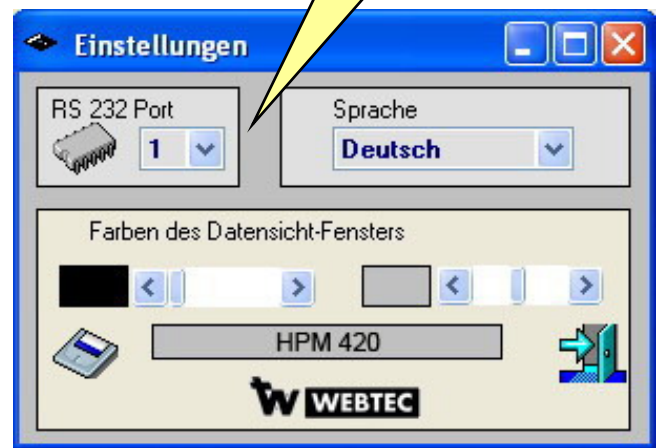 Einstellungen
RS 232 Port
1
Sprache
Deutsch
Farben des Datensicht-Fensters
HPM 420
WEBTEC